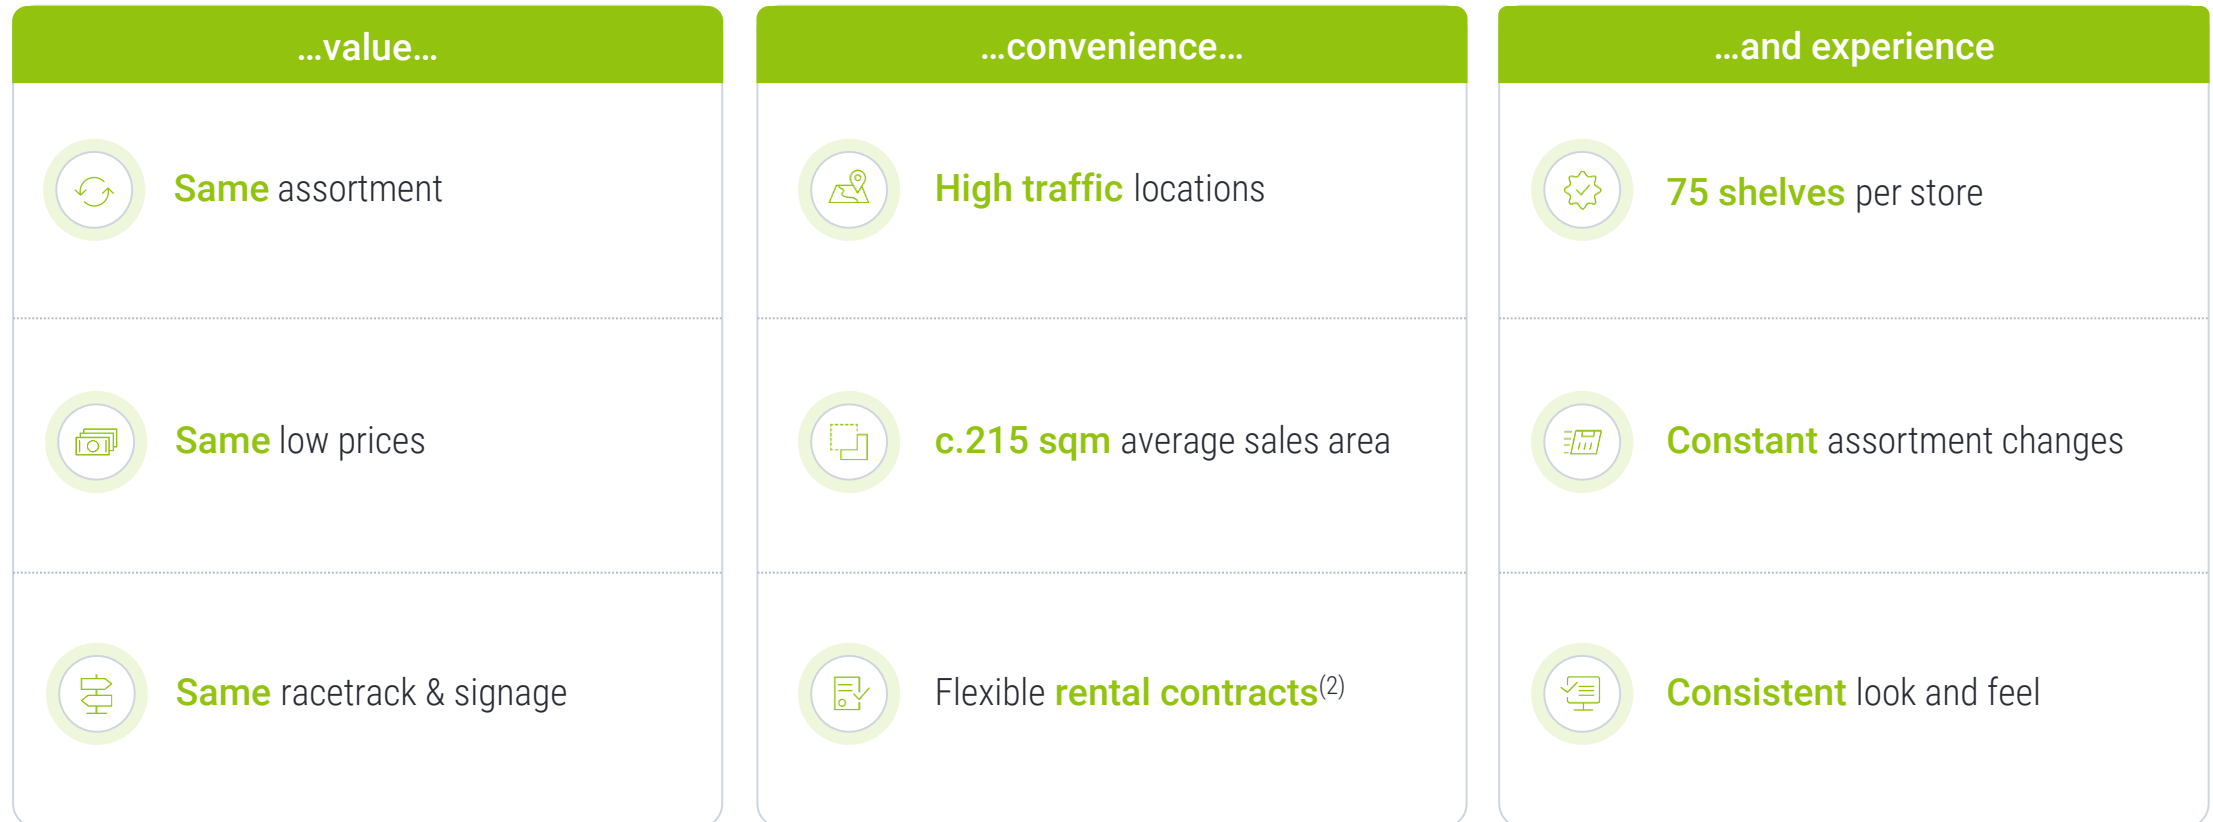 ...value...
Same assortment
Same low prices
Same racetrack & signage
...convenience...
High traffic locations
c.215 sqm average sales area
Flexible rental contracts(2)
...and experience
75 shelves per store
Constant assortment changes
Consistent look and feel